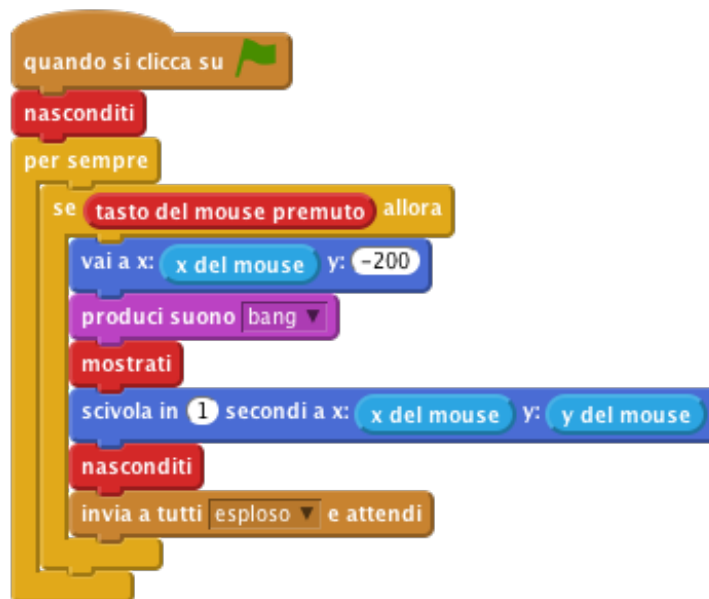 quando si clicca su
nasconditi
per sempre
se tasto del mouse premuto allora
vai a x: x del mouse y: -200
produci suono bang
mostrati
scivola in 1 secondi a x: x del mouse y: y del mouse
nasconditi
invia a tutti esploso e attendi